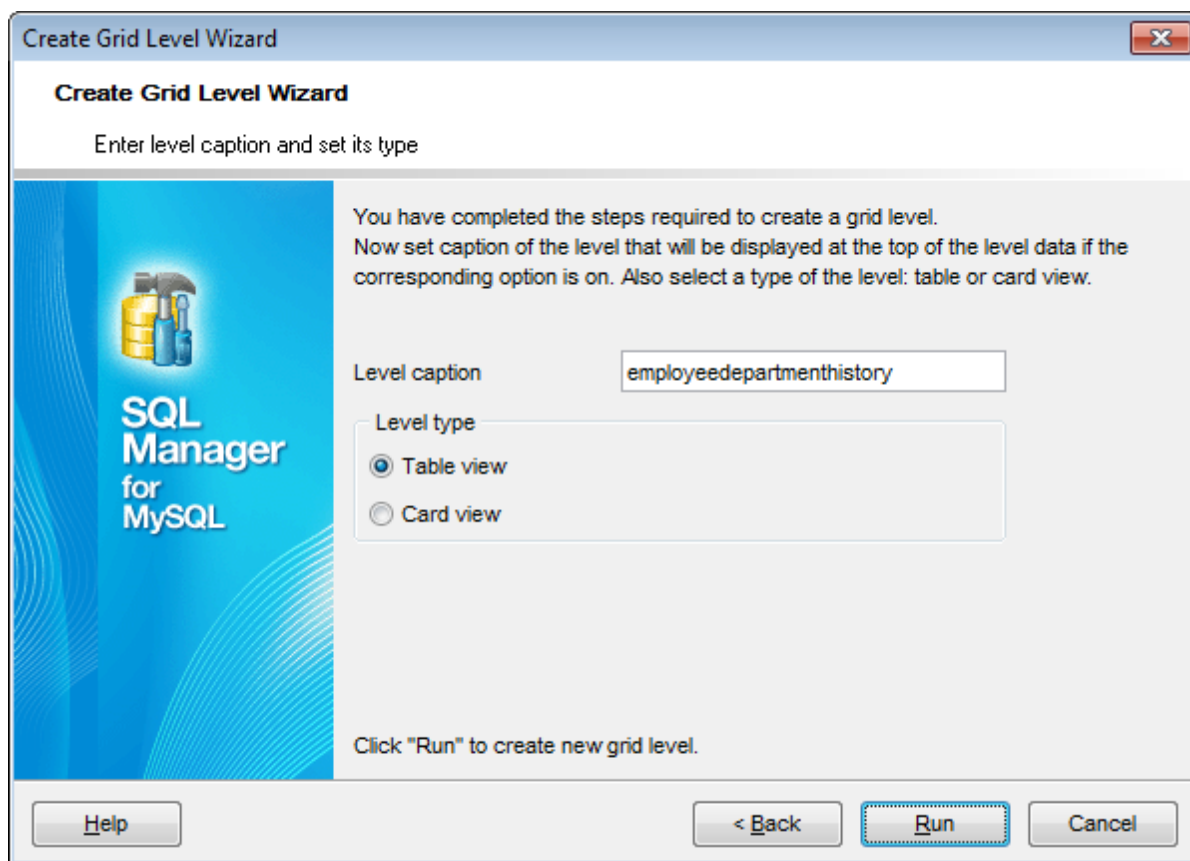 Create Grid Level Wizard
Create Grid Level Wizard
Enter level caption and set its type
You have completed the steps required to create a grid level.
Now set caption of the level that will be displayed at the top of the level data if the
corresponding option is on. Also select a type of the level: table or card view.
SQL
Manager
for
MySQL
Level caption
employeedepartmenthistory
Level type
Table view
Card view
Click "Run" to create new grid level.
Help
< Back
Run
Cancel